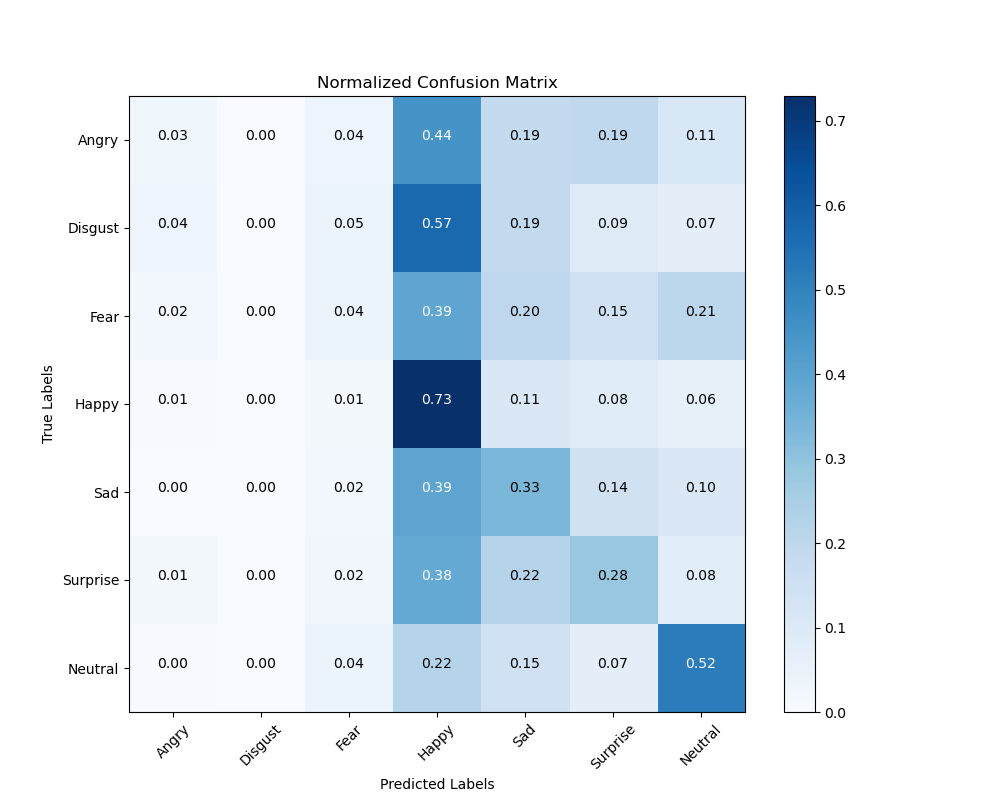 Normalized Confusion Matrix
Angry 0.03 0.00 0.04 0.44 0.19 0.19 0.11
Disgust 0.04 0.00 0.05 0.57 0.19 0.09 0.07
Fear 0.02 0.00 0.04 0.39 0.20 0.15 0.21
Happy 0.01 0.00 0.01 0.73 0.11 0.08 0.06
Sad 0.00 0.00 0.02 0.39 0.33 0.14 0.10
Surprise 0.01 0.00 0.02 0.38 0.22 0.28 0.08
Neutral 0.00 0.00 0.04 0.22 0.15 0.07 0.52
True Labels
Angry Disgust Fear Happy Sad Surprise Neutral
Predicted Labels
0.7
0.6
0.5
0.4
0.3
0.2
0.1
0.0